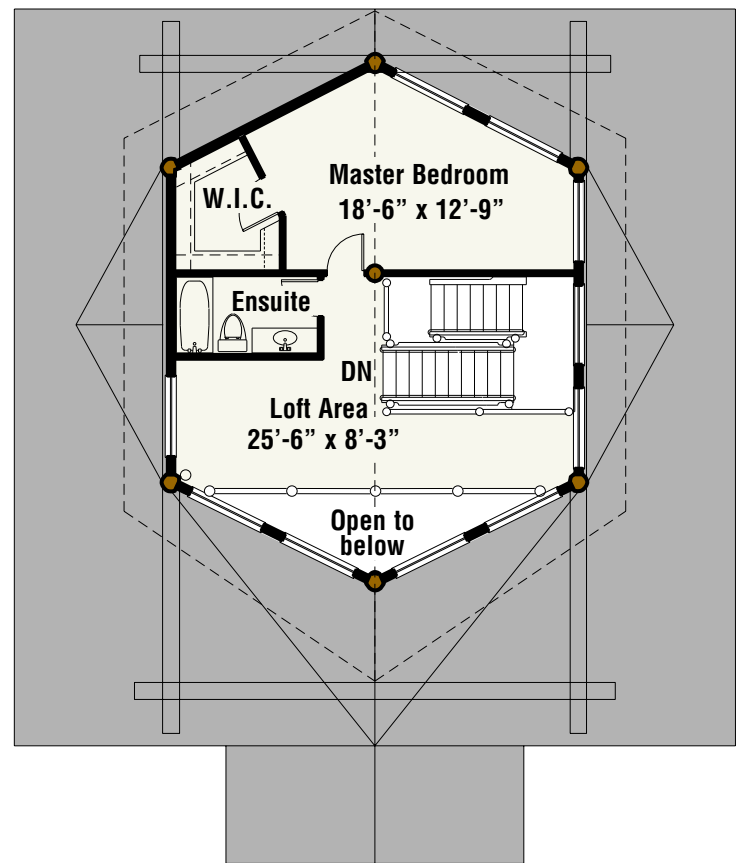 Master Bedroom
18’-6” x 12’-9”
W.I.C.
Ensuite
DN
Loft Area
25’-6” x 8’-3”
Open to
below